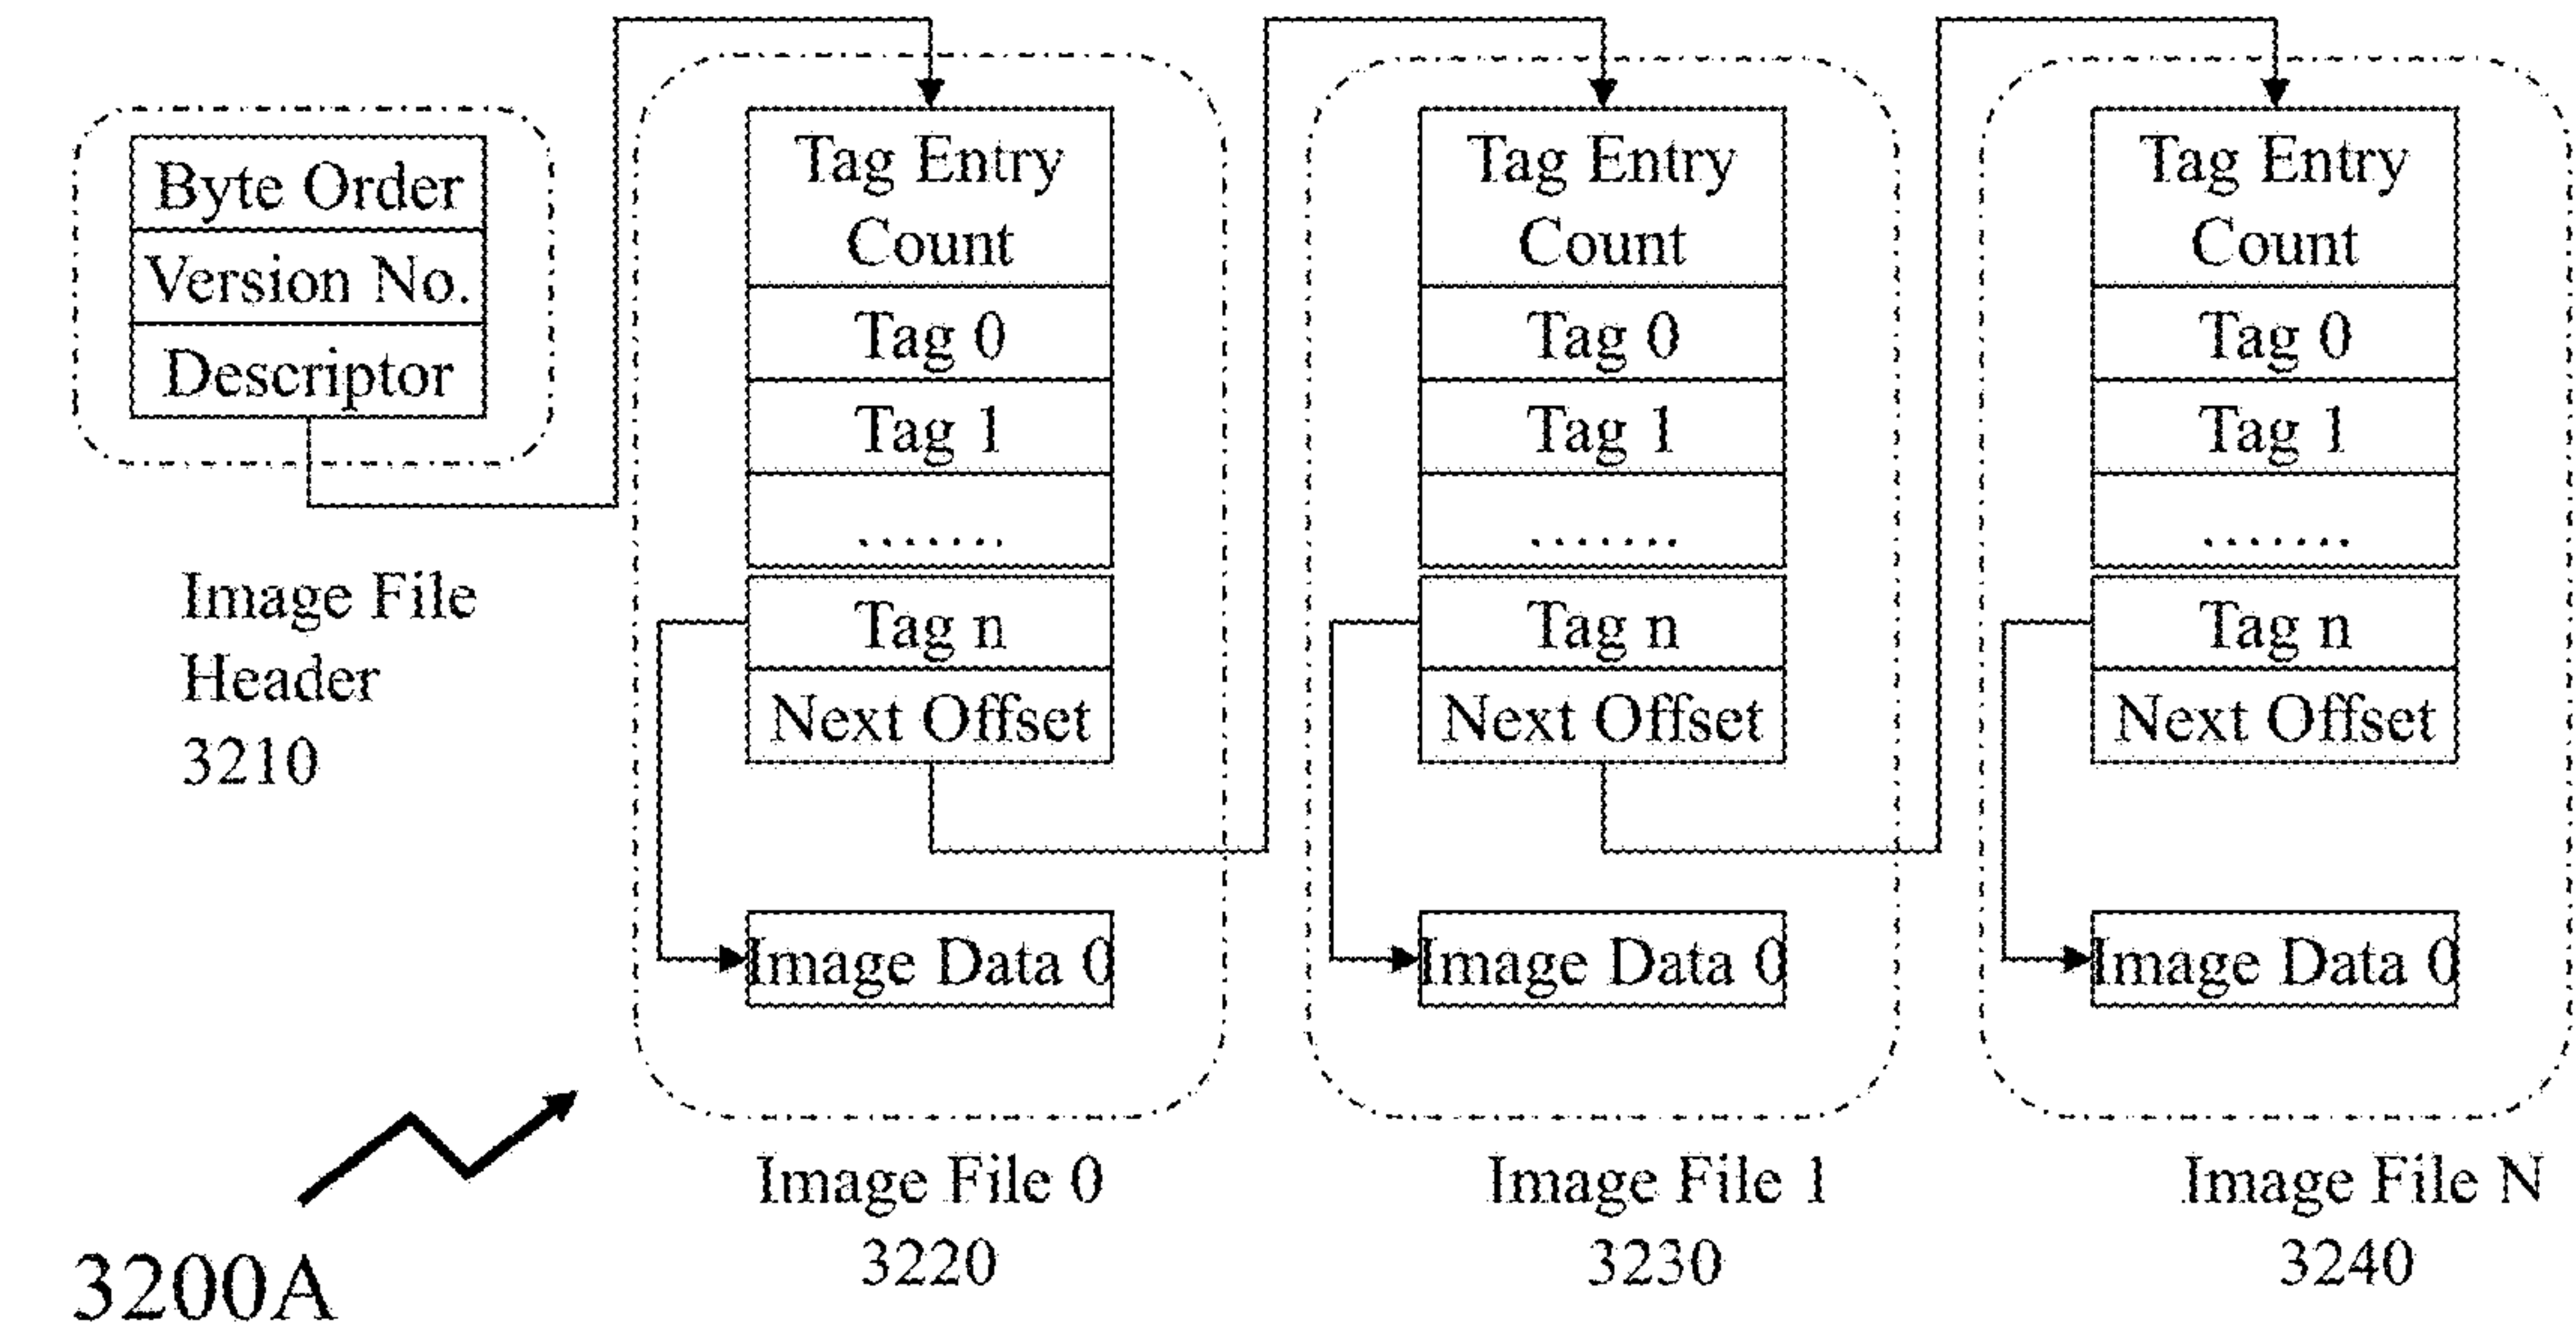 Byte Order
Version No.
Descriptor
Image File
Header
3210
Tag Entry
Count
Tag 0
Tag 1
.......
Tag n
Next Offset
Image Data 0
Image File 0
3220
Tag Entry
Count
Tag 0
Tag 1
.......
Tag n
Next Offset
Image Data 0
Image File 1
3230
Tag Entry
Count
Tag 0
Tag 1
.......
Tag n
Next Offset
Image Data 0
Image File N
3240
3200A